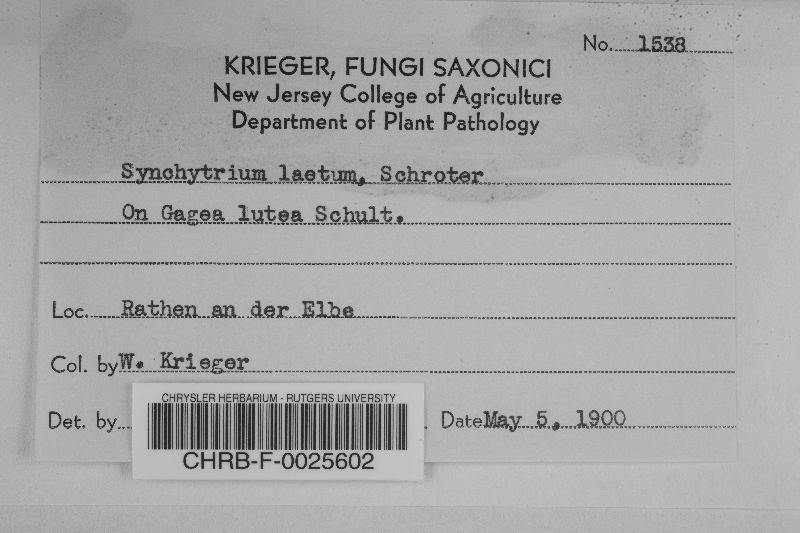 No. 1538
KRIEGER, FUNGI SAXONICI
New Jersey College of Agriculture
Department of Plant Pathology
Synchytrium laetum, Schroter
On Gagea lutea Schult.
Loc. Rathen an der Elbe
Col. by W. Krieger
Det. by
Date May 5, 1900
CHRYSLER HERBARIUM - RUTGERS UNIVERSITY
CHRB-F-0025602